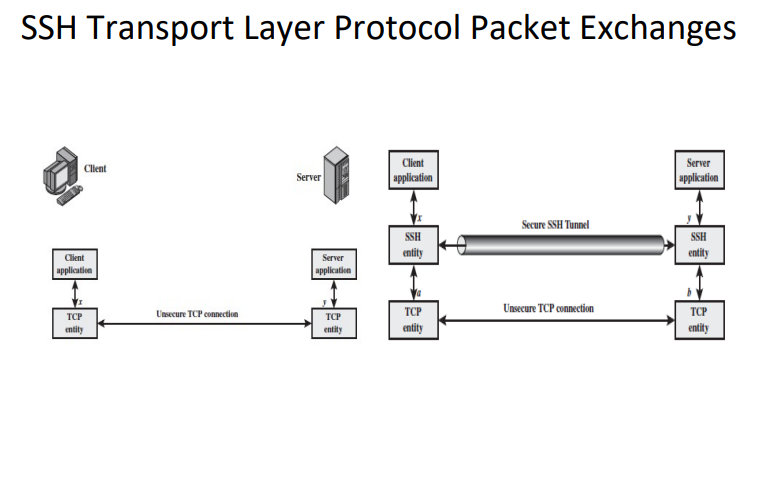 SSH Transport Layer Protocol Packet Exchanges
Client
Server
Client
application
x
TCP
entity
Unsecure TCP connection
Server
application
y
TCP
entity
Client
application
x
SSH
entity
a
TCP
entity
Secure SSH Tunnel
Unsecure TCP connection
Server
application
y
SSH
entity
b
TCP
entity